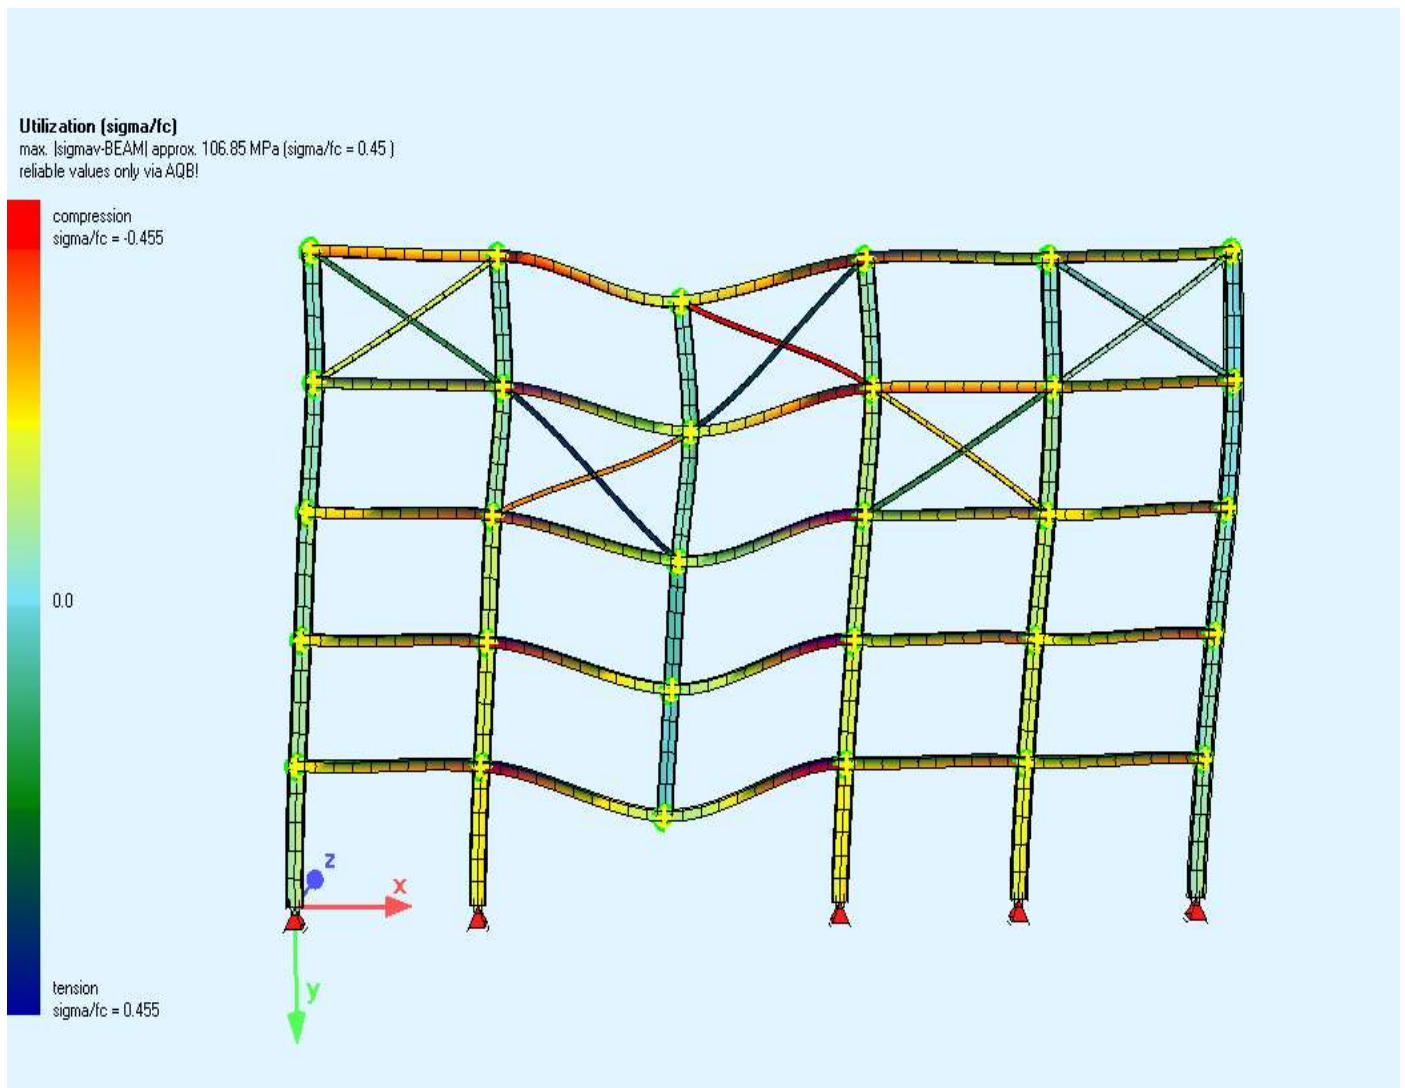 Utilization (sigma/fc)
max. |sigmav-BEAM| approx. 106.85 MPa (sigma/fc = 0.45 )
reliable values only via AQB!
compression
sigma/fc = -0.455
0.0
tension
sigma/fc = 0.455
z
x
y